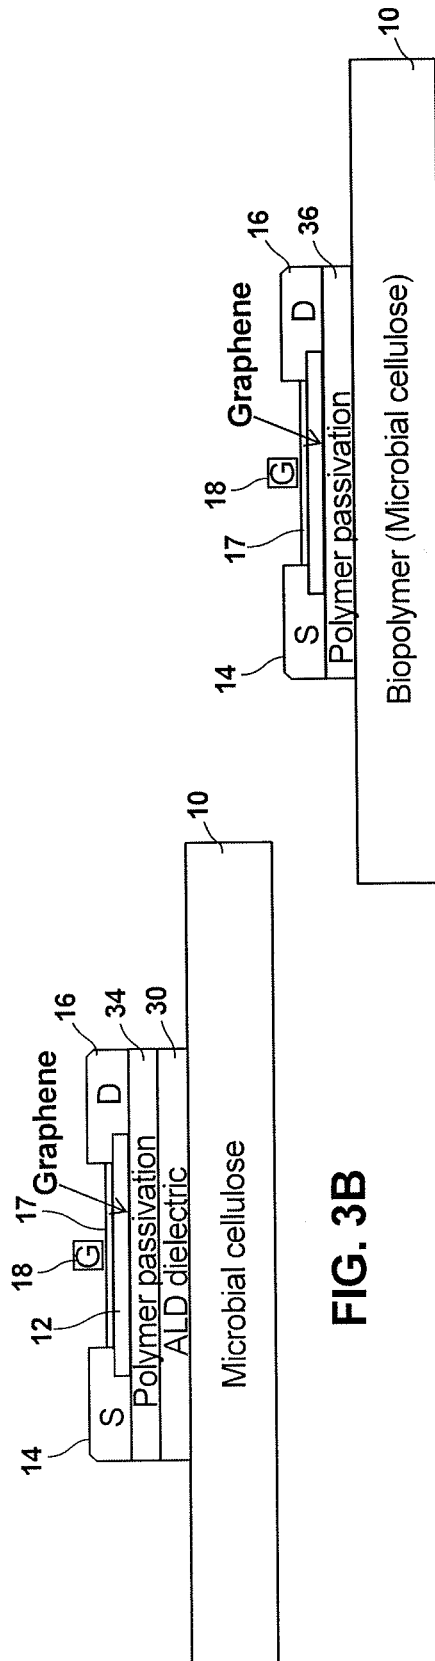 14
12
18
17
Graphene
16
34
30
10
S
G
D
Polymer passivation
ALD dielectric
Microbial cellulose
FIG. 3B
14
17
18
Graphene
16
36
10
S
G
D
Polymer passivation
Biopolymer (Microbial cellulose)